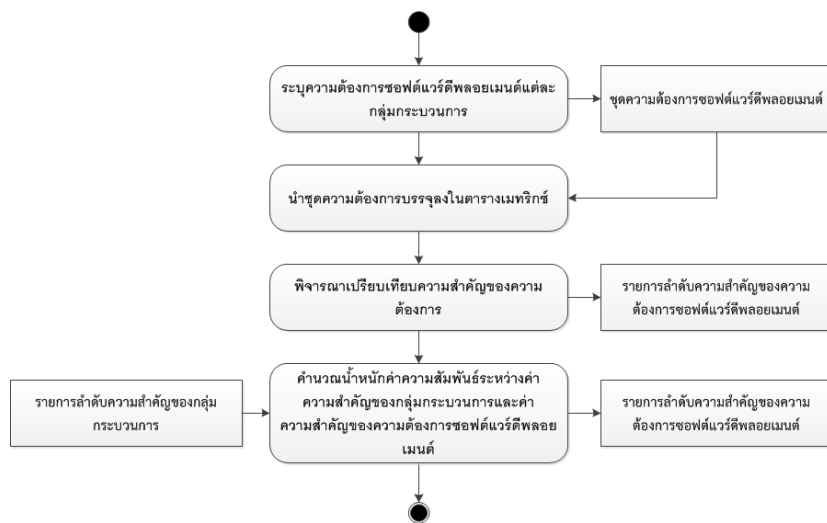 ระบุความต้องการซอฟต์แวร์ดีพลอยเมนต์แต่ละ
กลุ่มกระบวนการ
ชุดความต้องการซอฟต์แวร์ดีพลอยเมนต์
นำชุดความต้องการบรรจุลงในตารางเมทริกซ์
พิจารณาเปรียบเทียบความสำคัญของความ
ต้องการ
รายการลำดับความสำคัญของความ
ต้องการซอฟต์แวร์ดีพลอยเมนต์
รายการลำดับความสำคัญของกลุ่ม
กระบวนการ
คำนวณน้ำหนักค่าความสัมพันธ์ระหว่างค่า
ความสำคัญของกลุ่มกระบวนการและค่า
ความสำคัญของความต้องการซอฟต์แวร์ดีพลอย
เมนต์
รายการลำดับความสำคัญของความ
ต้องการซอฟต์แวร์ดีพลอยเมนต์